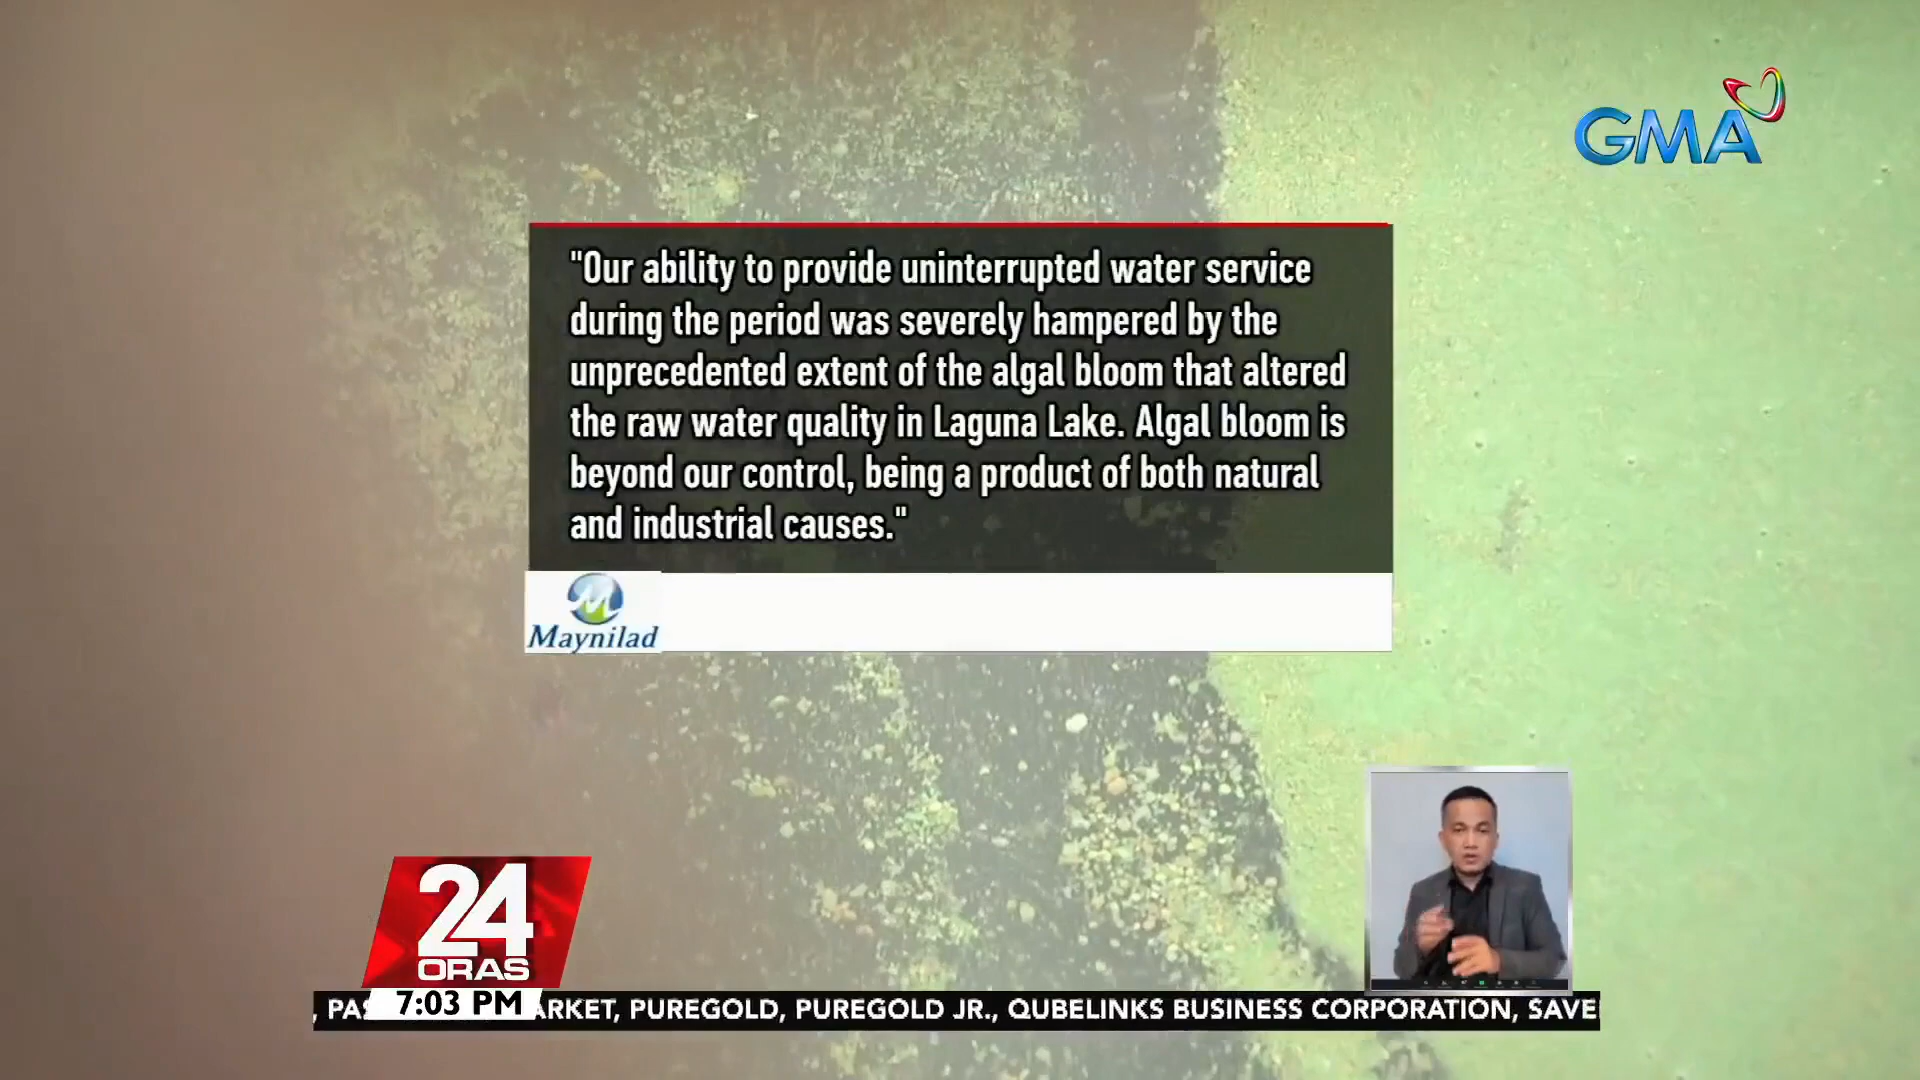 GMA
"Our ability to provide uninterrupted water service
during the period was severely hampered by the
unprecedented extent of the algal bloom that altered
the raw water quality in Laguna Lake. Algal bloom is
beyond our control, being a product of both natural
and industrial causes."
Maynilad
24
ORAS
7:03 PM
, PAS ARKET, PUREGOLD, PUREGOLD JR., QUBELINKS BUSINESS CORPORATION, SAVE